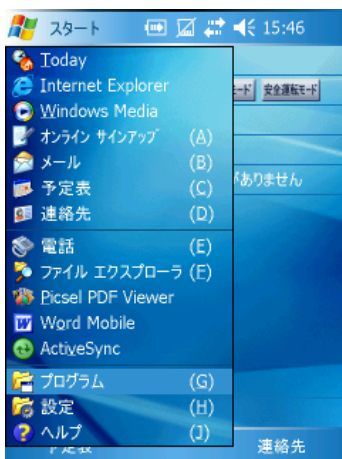 スタート 15:46
Today
Internet Explorer
Windows Media
オンライン サインアップ (A)
メール (B)
予定表 (C)
連絡先 (D)
電話 (E)
ファイル エクスプローラ (F)
Picsel PDF Viewer
Word Mobile
ActiveSync
プログラム (G)
設定 (H)
ヘルプ (J)
安全運転モード
がありません
予定表 連絡先